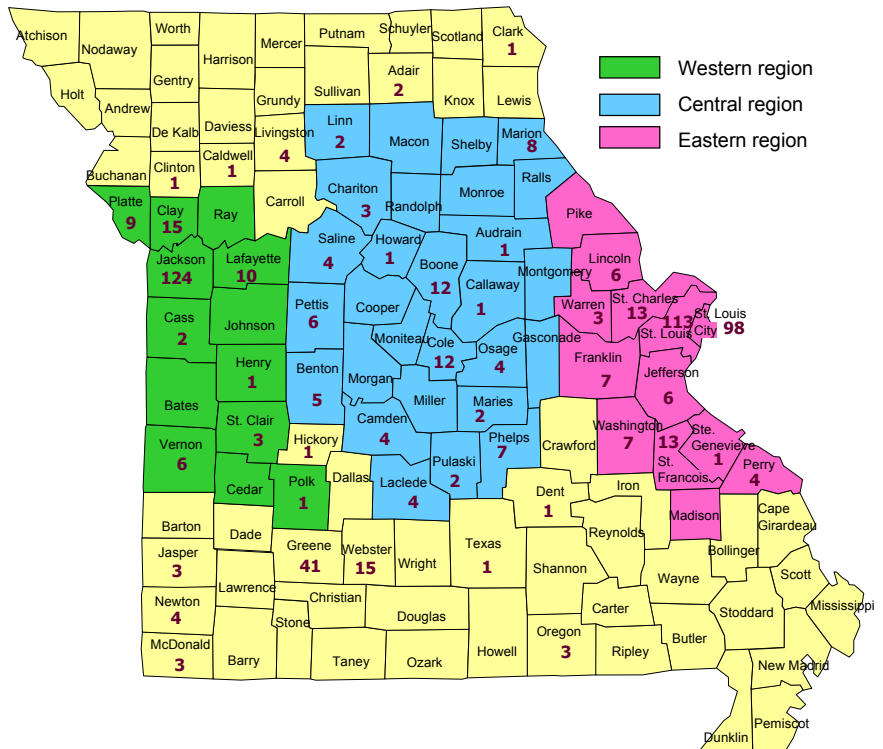 Atchison
Nodaway
Worth
Harrison
Mercer
Putnam
Schuyler
Scotland
Clark
1
Holt
Andrew
Gentry
De Kalb
Daviess
Grundy
Livingston
4
Sullivan
Adair
2
Knox
Lewis
Buchanan
Clinton
1
Caldwell
1
Carroll
Linn
2
Macon
Shelby
Marion
8
Platte
9
Clay
15
Ray
Chariton
3
Randolph
Monroe
Ralls
Pike
Jackson
124
Lafayette
10
Saline
4
Howard
1
Boone
12
Audrain
1
Callaway
1
Montgomery
Lincoln
6
Warren
3
St. Charles
13
113
St. Louis
St. Louis
City
98
Cass
2
Johnson
Pettis
6
Cooper
Moniteau
Cole
12
Osage
4
Gasconade
Franklin
7
Jefferson
6
Bates
Henry
1
Benton
5
Morgan
Miller
Maries
2
St. Clair
3
Hickory
1
Camden
4
Pulaski
2
Phelps
7
Crawford
Washington
7
13
St.
Francois
Ste.
Genevieve
1
Perry
4
Vernon
6
Cedar
Polk
1
Dallas
Laclede
4
Dent
1
Iron
Madison
Cape
Girardeau
Barton
Dade
Greene
41
Webster
15
Wright
Texas
1
Shannon
Reynolds
Wayne
Bollinger
Scott
Mississippi
Jasper
3
Lawrence
Christian
Douglas
Carter
Stoddard
Newton
4
Stone
McDonald
3
Barry
Taney
Ozark
Howell
Oregon
3
Ripley
Butler
New Madrid
Pemiscot
Dunklin
Western region
Central region
Eastern region